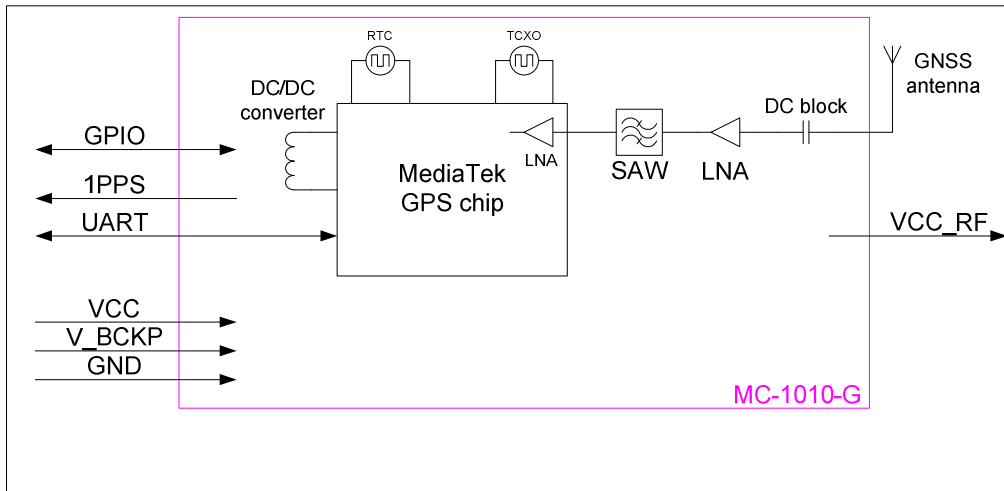 RTC
TCXO
DC/DC
converter
GNSS
antenna
DC block
GPIO
LNA
SAW
LNA
MediaTek
GPS chip
1PPS
UART
VCC_RF
VCC
V_BCKP
GND
MC-1010-G